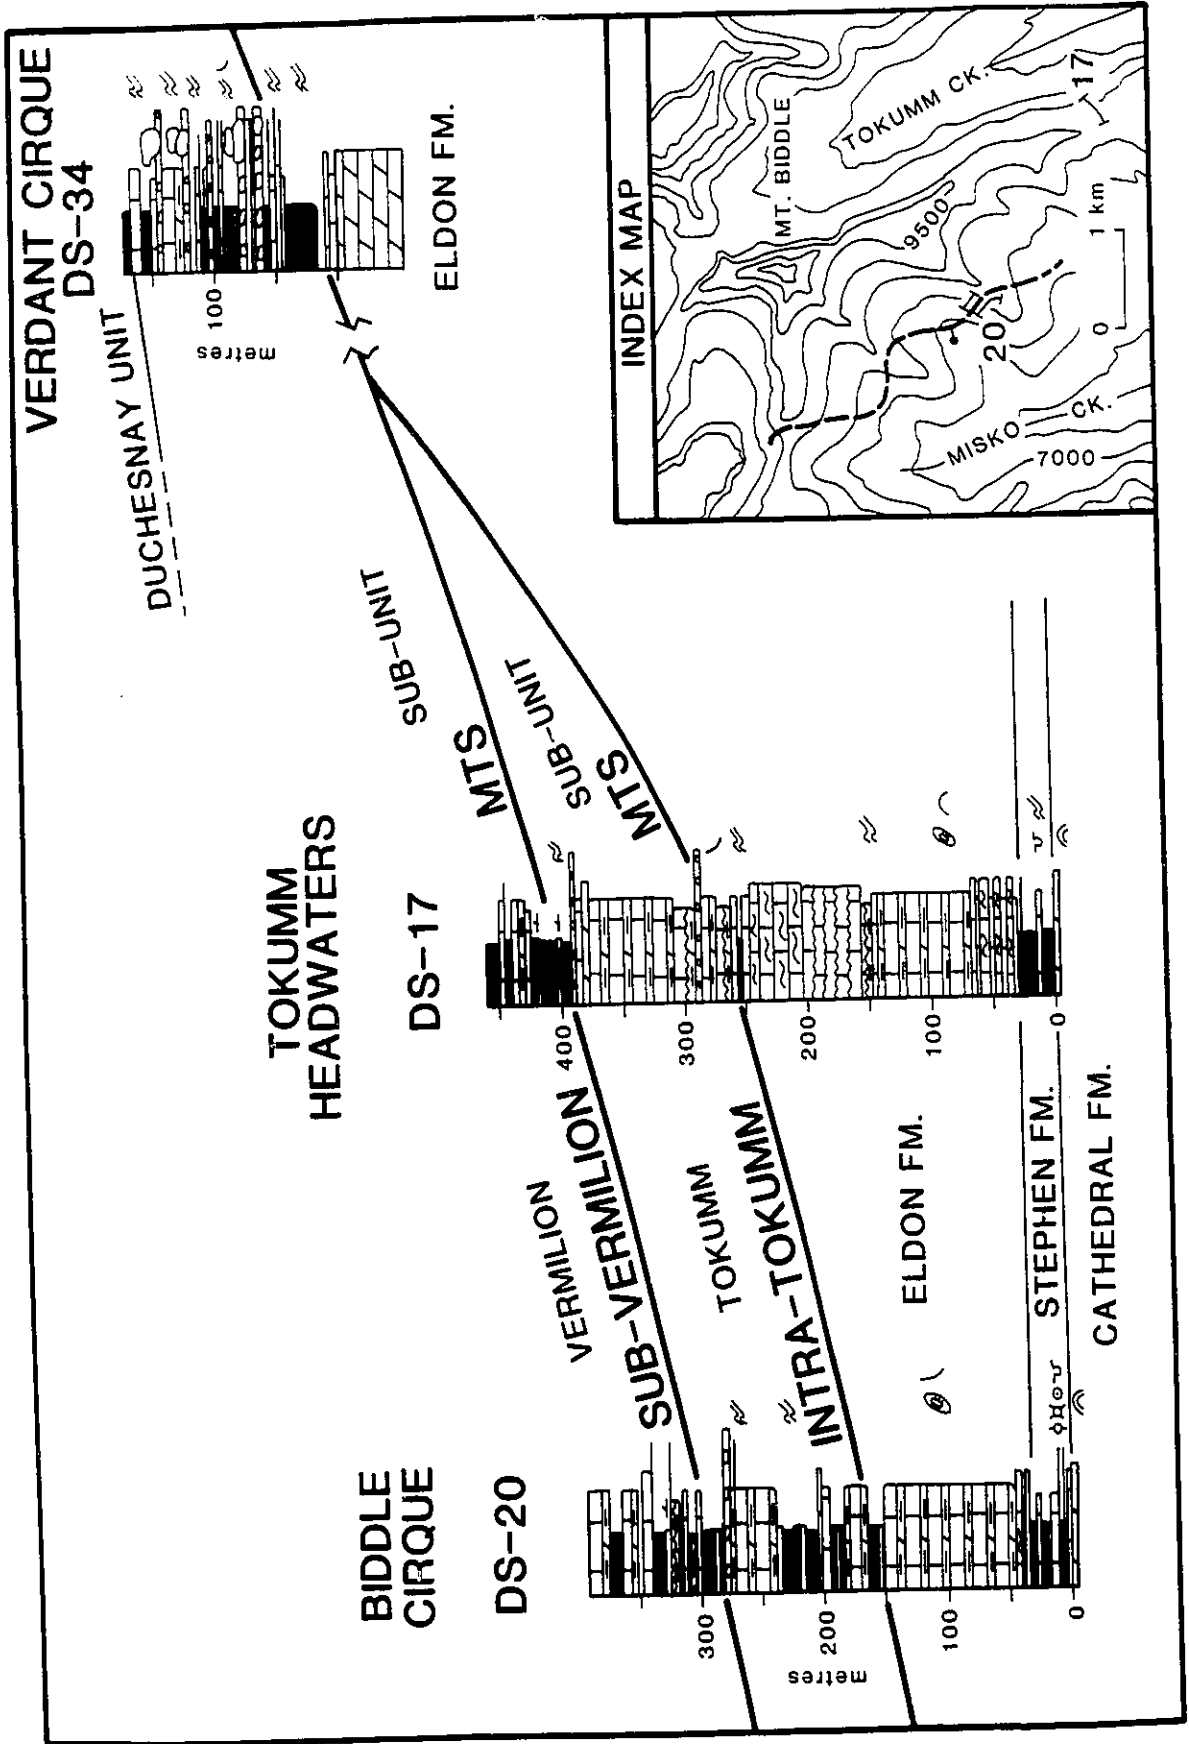 BIDDLE
CIRQUE
DS-20
300
200
100
0
metres
TOKUMM
HEADWATERS
DS-17
400
300
200
100
0
VERDANT CIRQUE
DS-34
100
metres
DUCHESNAY UNIT
ELDON FM.
VERMILION
SUB-UNIT
SUB-VERMILION
MTS
TOKUMM
SUB-UNIT
INTRA-TOKUMM
MTS
ELDON FM.
STEPHEN FM.
CATHEDRAL FM.
INDEX MAP
MT. BIDDLE
TOKUMM CK.
17
9500
20
MISKO CK.
7000
0
1 km